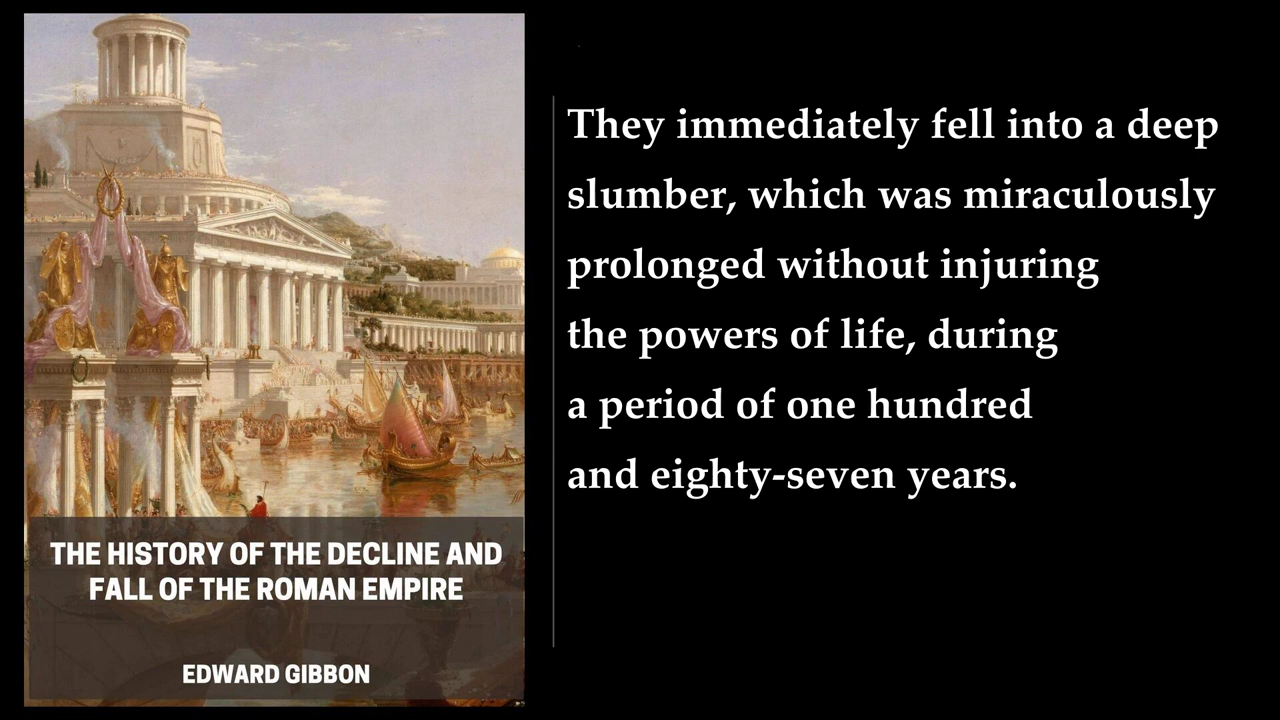 THE HISTORY OF THE DECLINE AND
FALL OF THE ROMAN EMPIRE
EDWARD GIBBON
They immediately fell into a deep
slumber, which was miraculously
prolonged without injuring
the powers of life, during
a period of one hundred
and eighty-seven years.